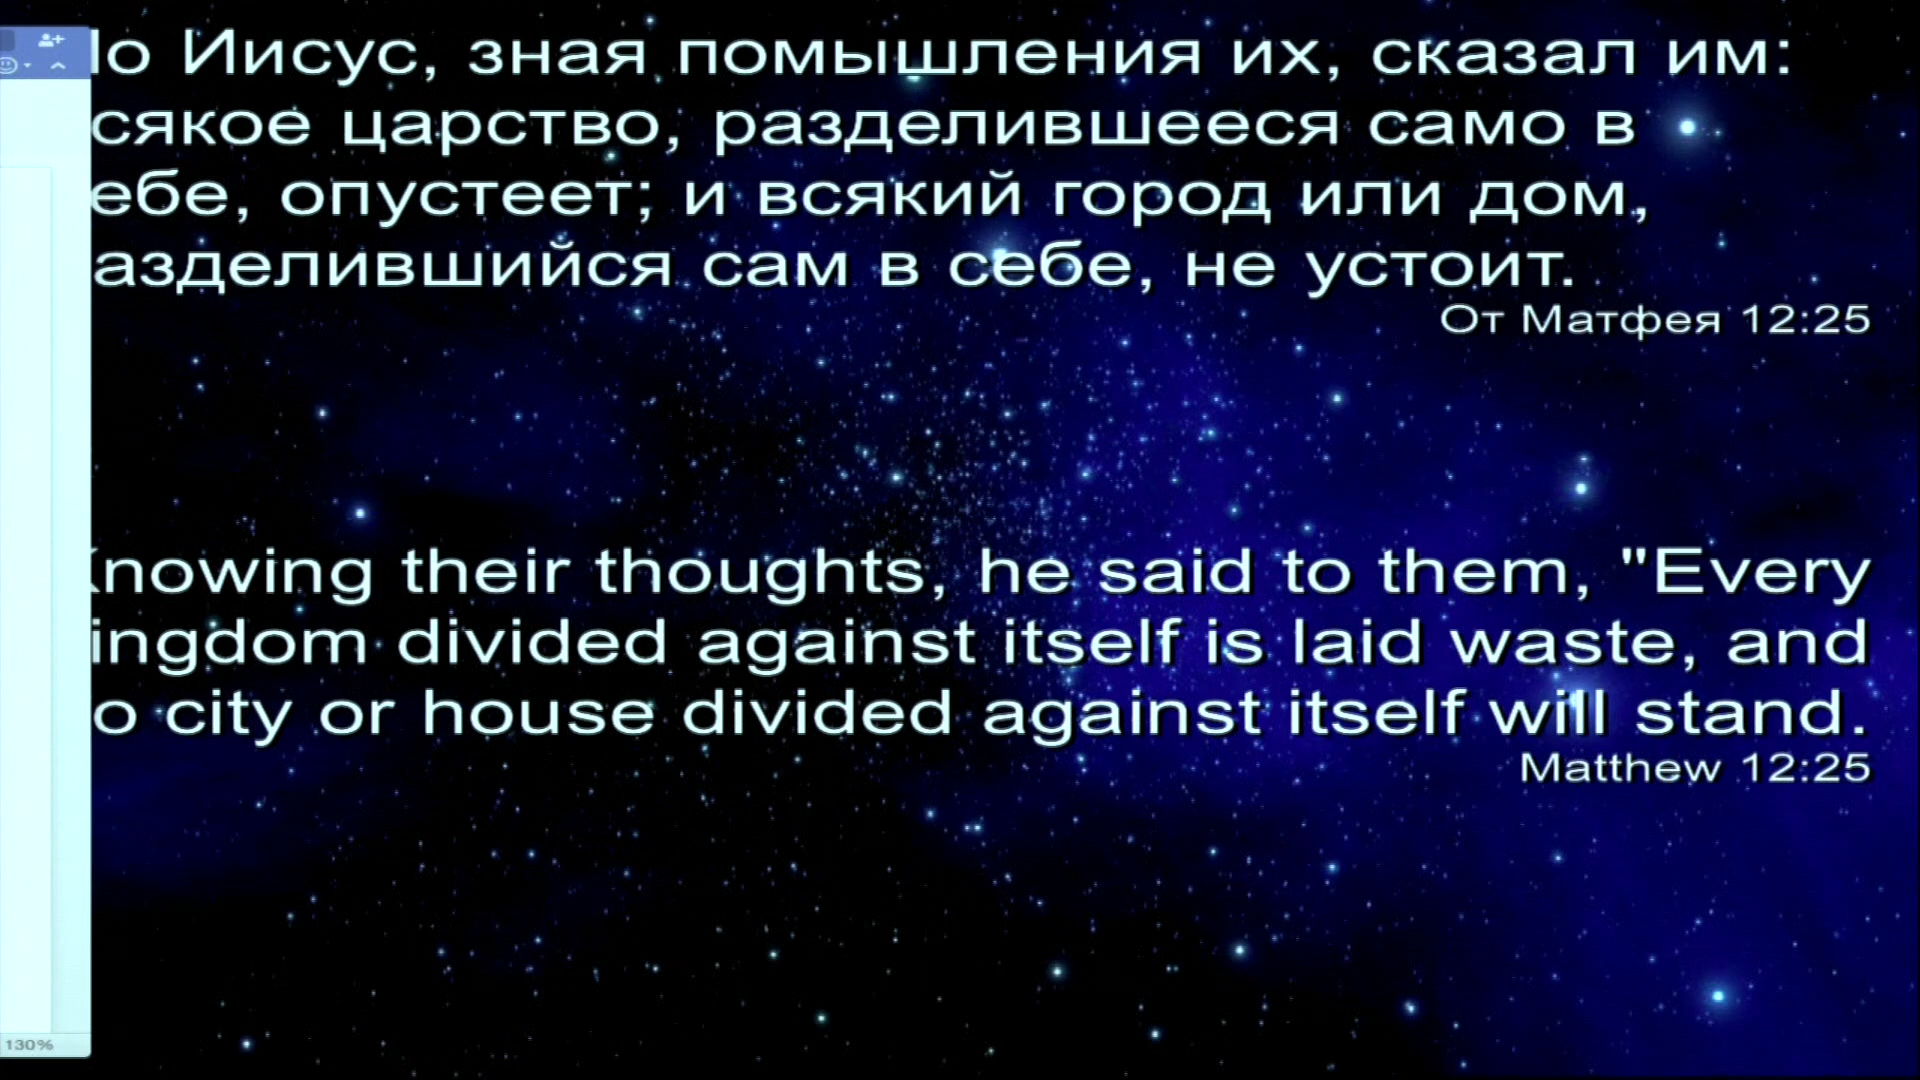 о Иисус, зная помышления их, сказал им:
сякое царство, разделившееся само в
ебе, опустеет; и всякий город или дом,
азделившийся сам в себе, не устоит.
От Матфея 12:25
Knowing their thoughts, he said to them, "Every
ingdom divided against itself is laid waste, and
o city or house divided against itself will stand.
Matthew 12:25
130%